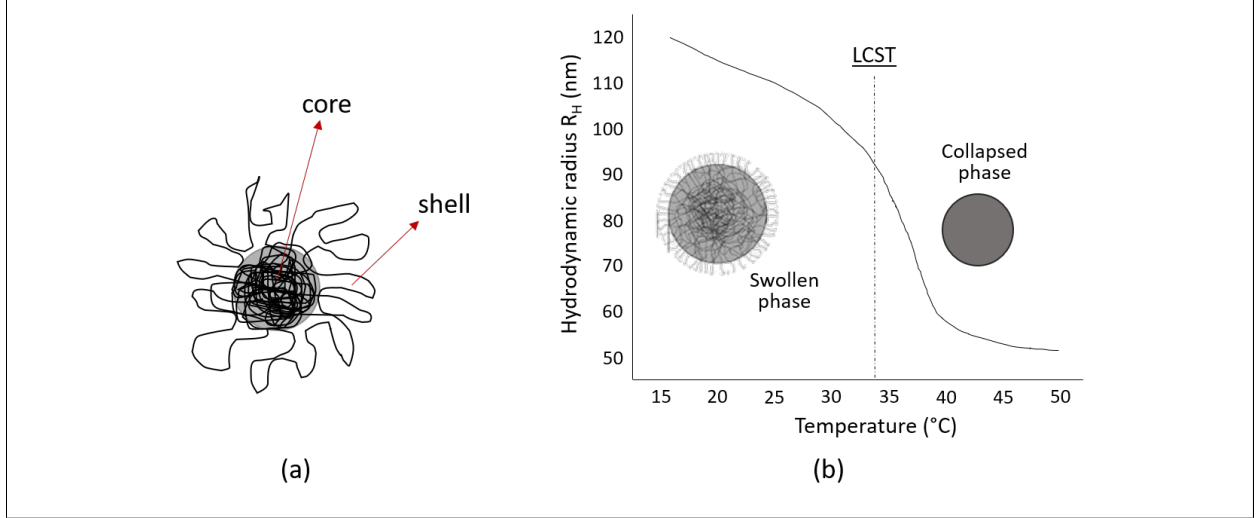 core
shell
(a)
Hydrodynamic radius R_H (nm)
120
110
100
90
80
70
60
50
LCST
Swollen
phase
Collapsed
phase
15 20 25 30 35 40 45 50
Temperature (°C)
(b)